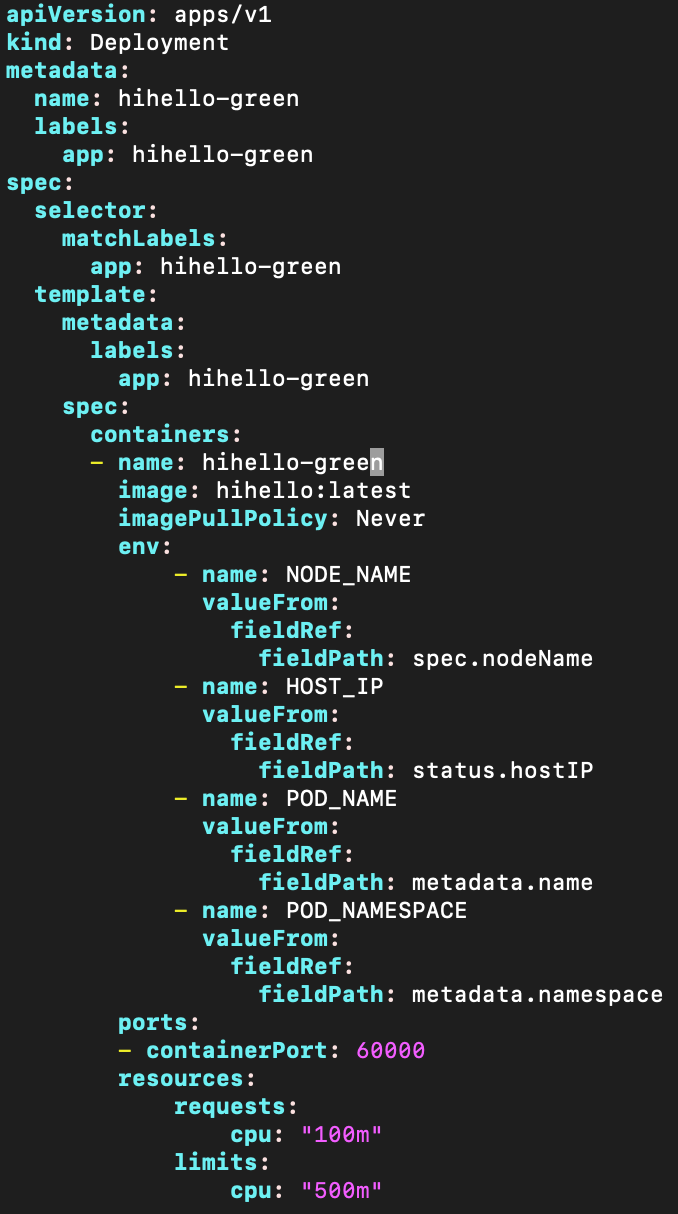 apiVersion: apps/v1
kind: Deployment
metadata:
  name: hihello-green
  labels:
    app: hihello-green
spec:
  selector:
    matchLabels:
      app: hihello-green
  template:
    metadata:
      labels:
        app: hihello-green
    spec:
      containers:
      - name: hihello-green
        image: hihello:latest
        imagePullPolicy: Never
        env:
            - name: NODE_NAME
              valueFrom:
                fieldRef:
                  fieldPath: spec.nodeName
            - name: HOST_IP
              valueFrom:
                fieldRef:
                  fieldPath: status.hostIP
            - name: POD_NAME
              valueFrom:
                fieldRef:
                  fieldPath: metadata.name
            - name: POD_NAMESPACE
              valueFrom:
                fieldRef:
                  fieldPath: metadata.namespace
        ports:
        - containerPort: 60000
        resources:
            requests:
                cpu: "100m"
            limits:
                cpu: "500m"